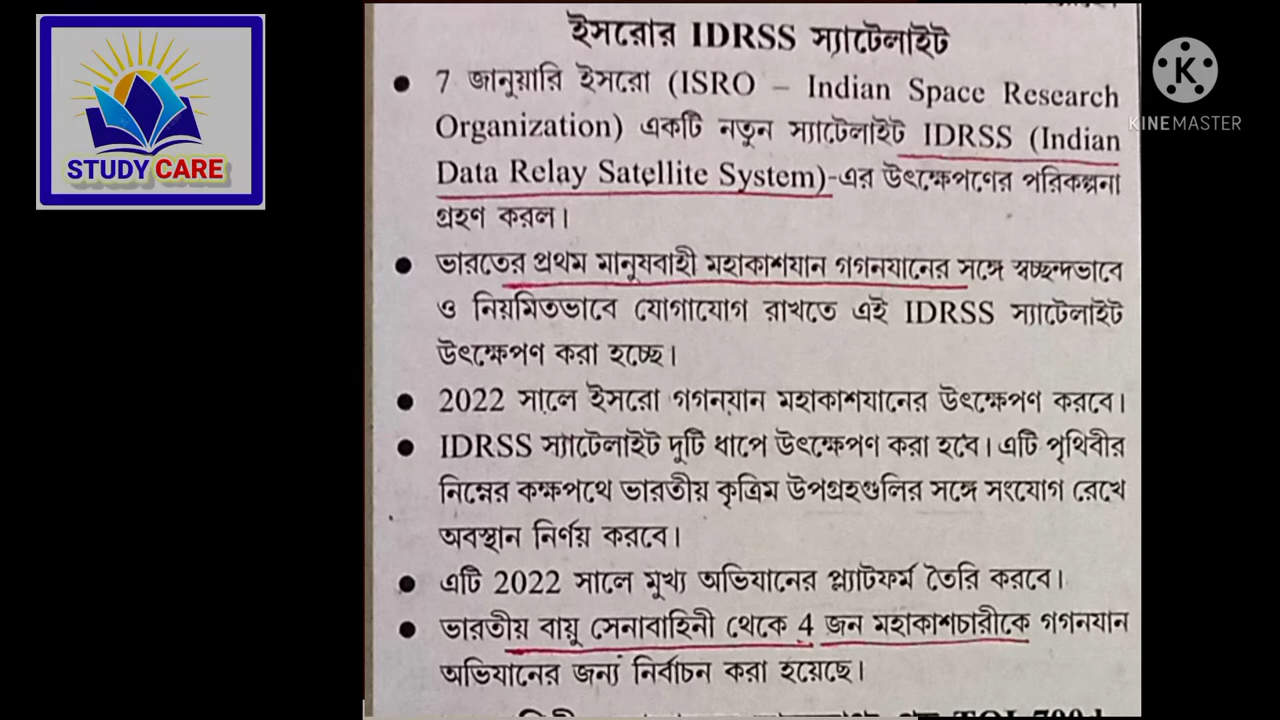 ইসরোর IDRSS স্যাটেলাইট
• 7 জানুয়ারি ইসরো (ISRO – Indian Space Research
Organization) একটি নতুন স্যাটেলাইট IDRSS (Indian
Data Relay Satellite System)-এর উৎক্ষেপণের পরিকল্পনা
গ্রহণ করল।
• ভারতের প্রথম মানুষবাহী মহাকাশযান গগনযানের সঙ্গে স্বচ্ছন্দভাবে
ও নিয়মিতভাবে যোগাযোগ রাখতে এই IDRSS স্যাটেলাইট
উৎক্ষেপণ করা হচ্ছে।
• 2022 সালে ইসরো গগনযান মহাকাশযানের উৎক্ষেপণ করবে।
• IDRSS স্যাটেলাইট দুটি ধাপে উৎক্ষেপণ করা হবে। এটি পৃথিবীর
নিম্নের কক্ষপথে ভারতীয় কৃত্রিম উপগ্রহগুলির সঙ্গে সংযোগ রেখে
অবস্থান নির্ণয় করবে।
• এটি 2022 সালে মুখ্য অভিযানের প্ল্যাটফর্ম তৈরি করবে।
• ভারতীয় বায়ু সেনাবাহিনী থেকে 4 জন মহাকাশচারীকে গগনযান
অভিযানের জন্য নির্বাচন করা হয়েছে।
STUDY CARE
K
KINEMASTER